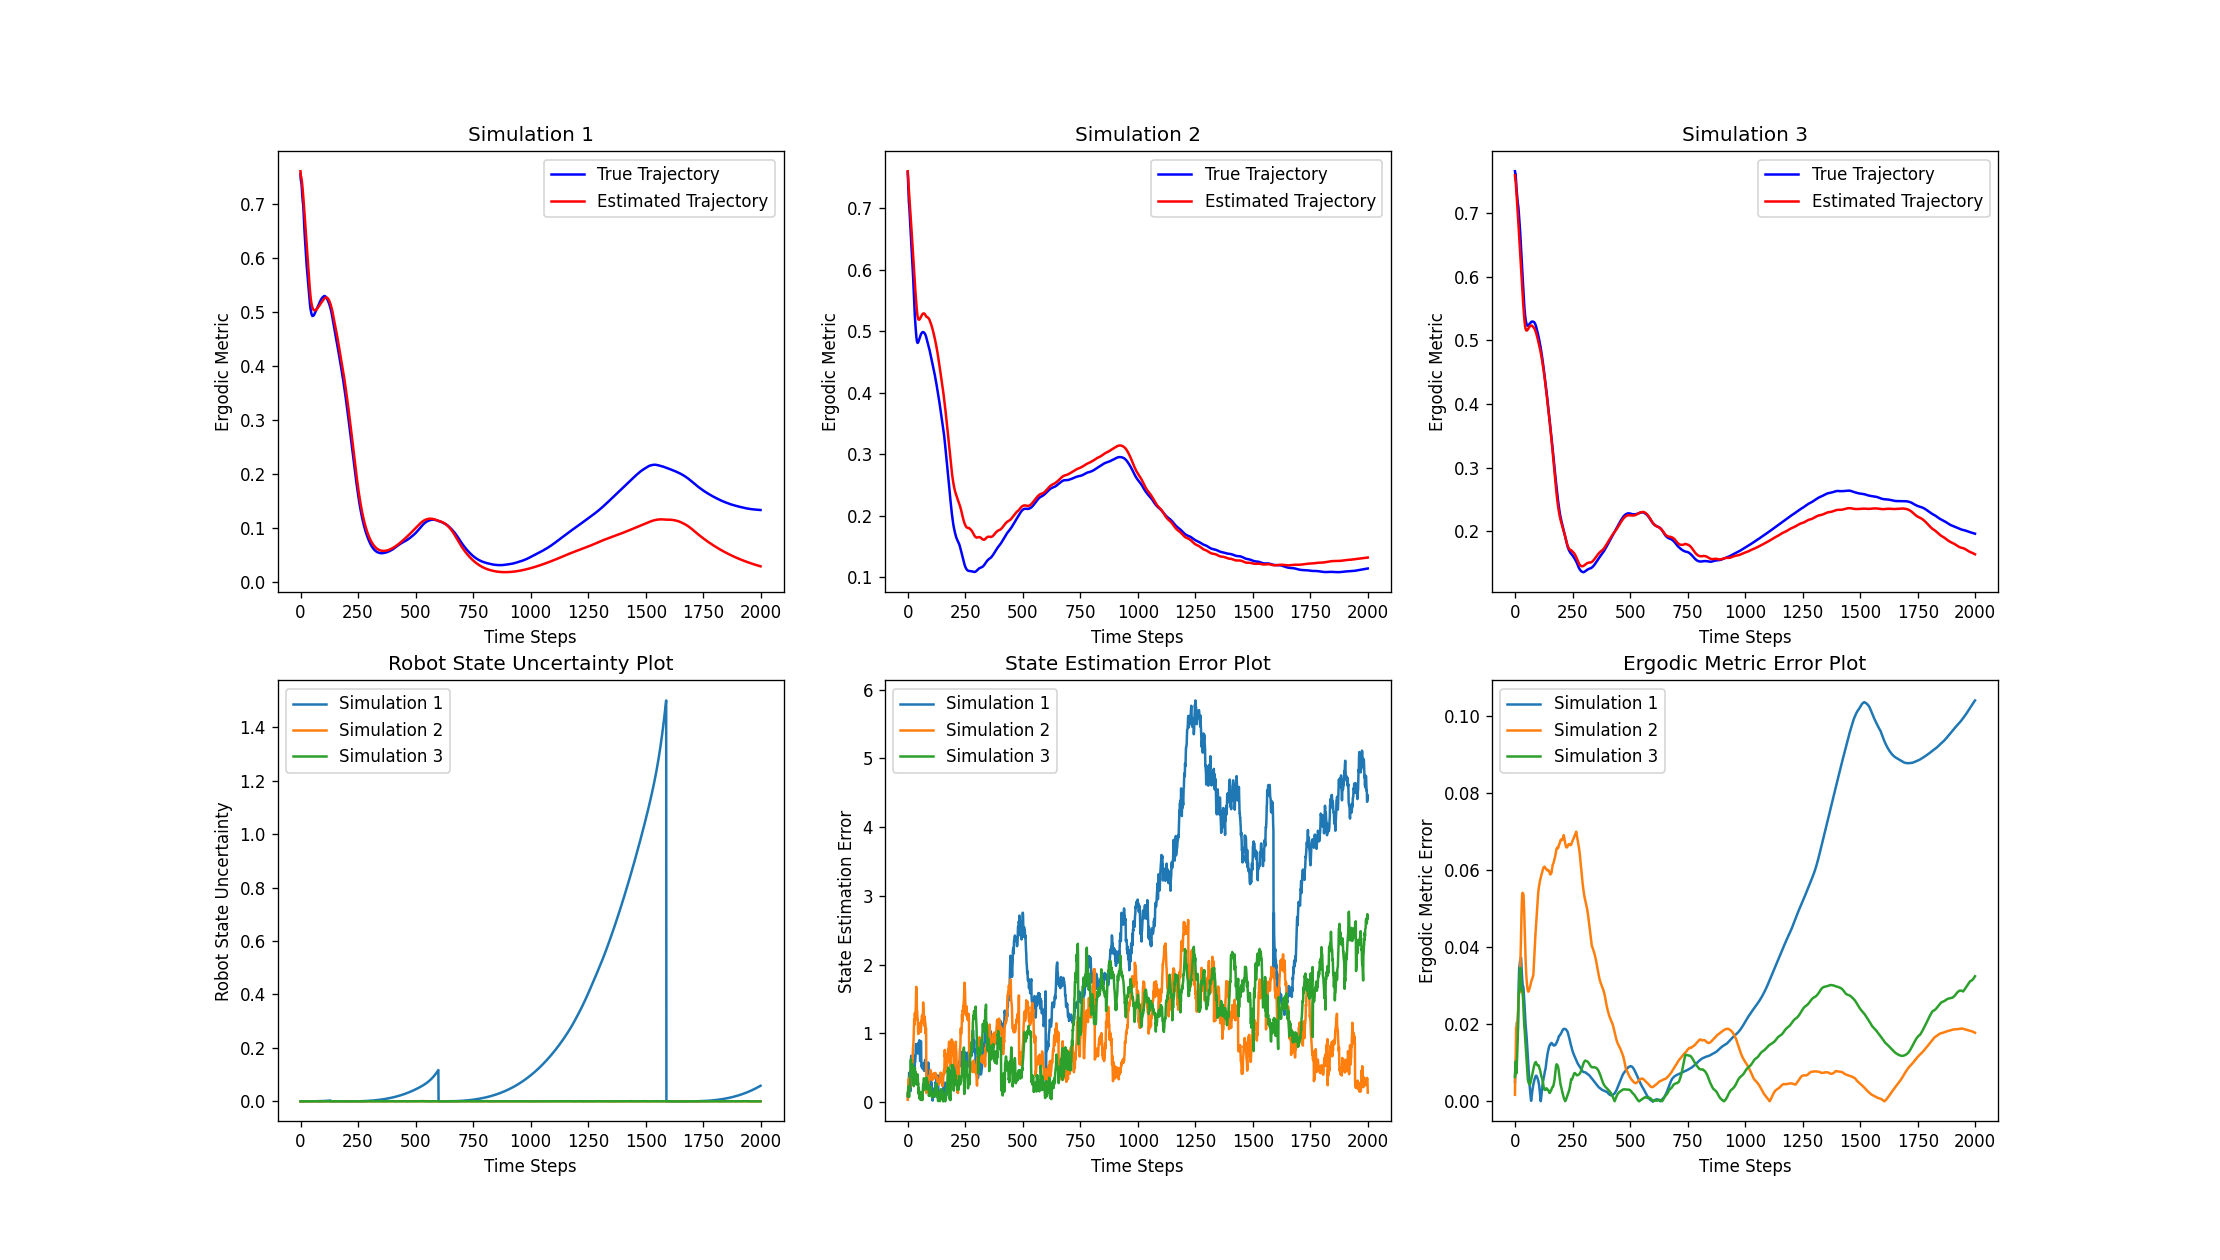 Simulation 1
True Trajectory
Estimated Trajectory
Ergodic Metric
0.7
0.6
0.5
0.4
0.3
0.2
0.1
0.0
0 250 500 750 1000 1250 1500 1750 2000
Time Steps
Simulation 2
True Trajectory
Estimated Trajectory
Ergodic Metric
0.7
0.6
0.5
0.4
0.3
0.2
0.1
0 250 500 750 1000 1250 1500 1750 2000
Time Steps
Simulation 3
True Trajectory
Estimated Trajectory
Ergodic Metric
0.7
0.6
0.5
0.4
0.3
0.2
0 250 500 750 1000 1250 1500 1750 2000
Time Steps
Robot State Uncertainty Plot
Simulation 1
Simulation 2
Simulation 3
Robot State Uncertainty
1.4
1.2
1.0
0.8
0.6
0.4
0.2
0.0
0 250 500 750 1000 1250 1500 1750 2000
Time Steps
State Estimation Error Plot
Simulation 1
Simulation 2
Simulation 3
State Estimation Error
6
5
4
3
2
1
0
0 250 500 750 1000 1250 1500 1750 2000
Time Steps
Ergodic Metric Error Plot
Simulation 1
Simulation 2
Simulation 3
Ergodic Metric Error
0.10
0.08
0.06
0.04
0.02
0.00
0 250 500 750 1000 1250 1500 1750 2000
Time Steps